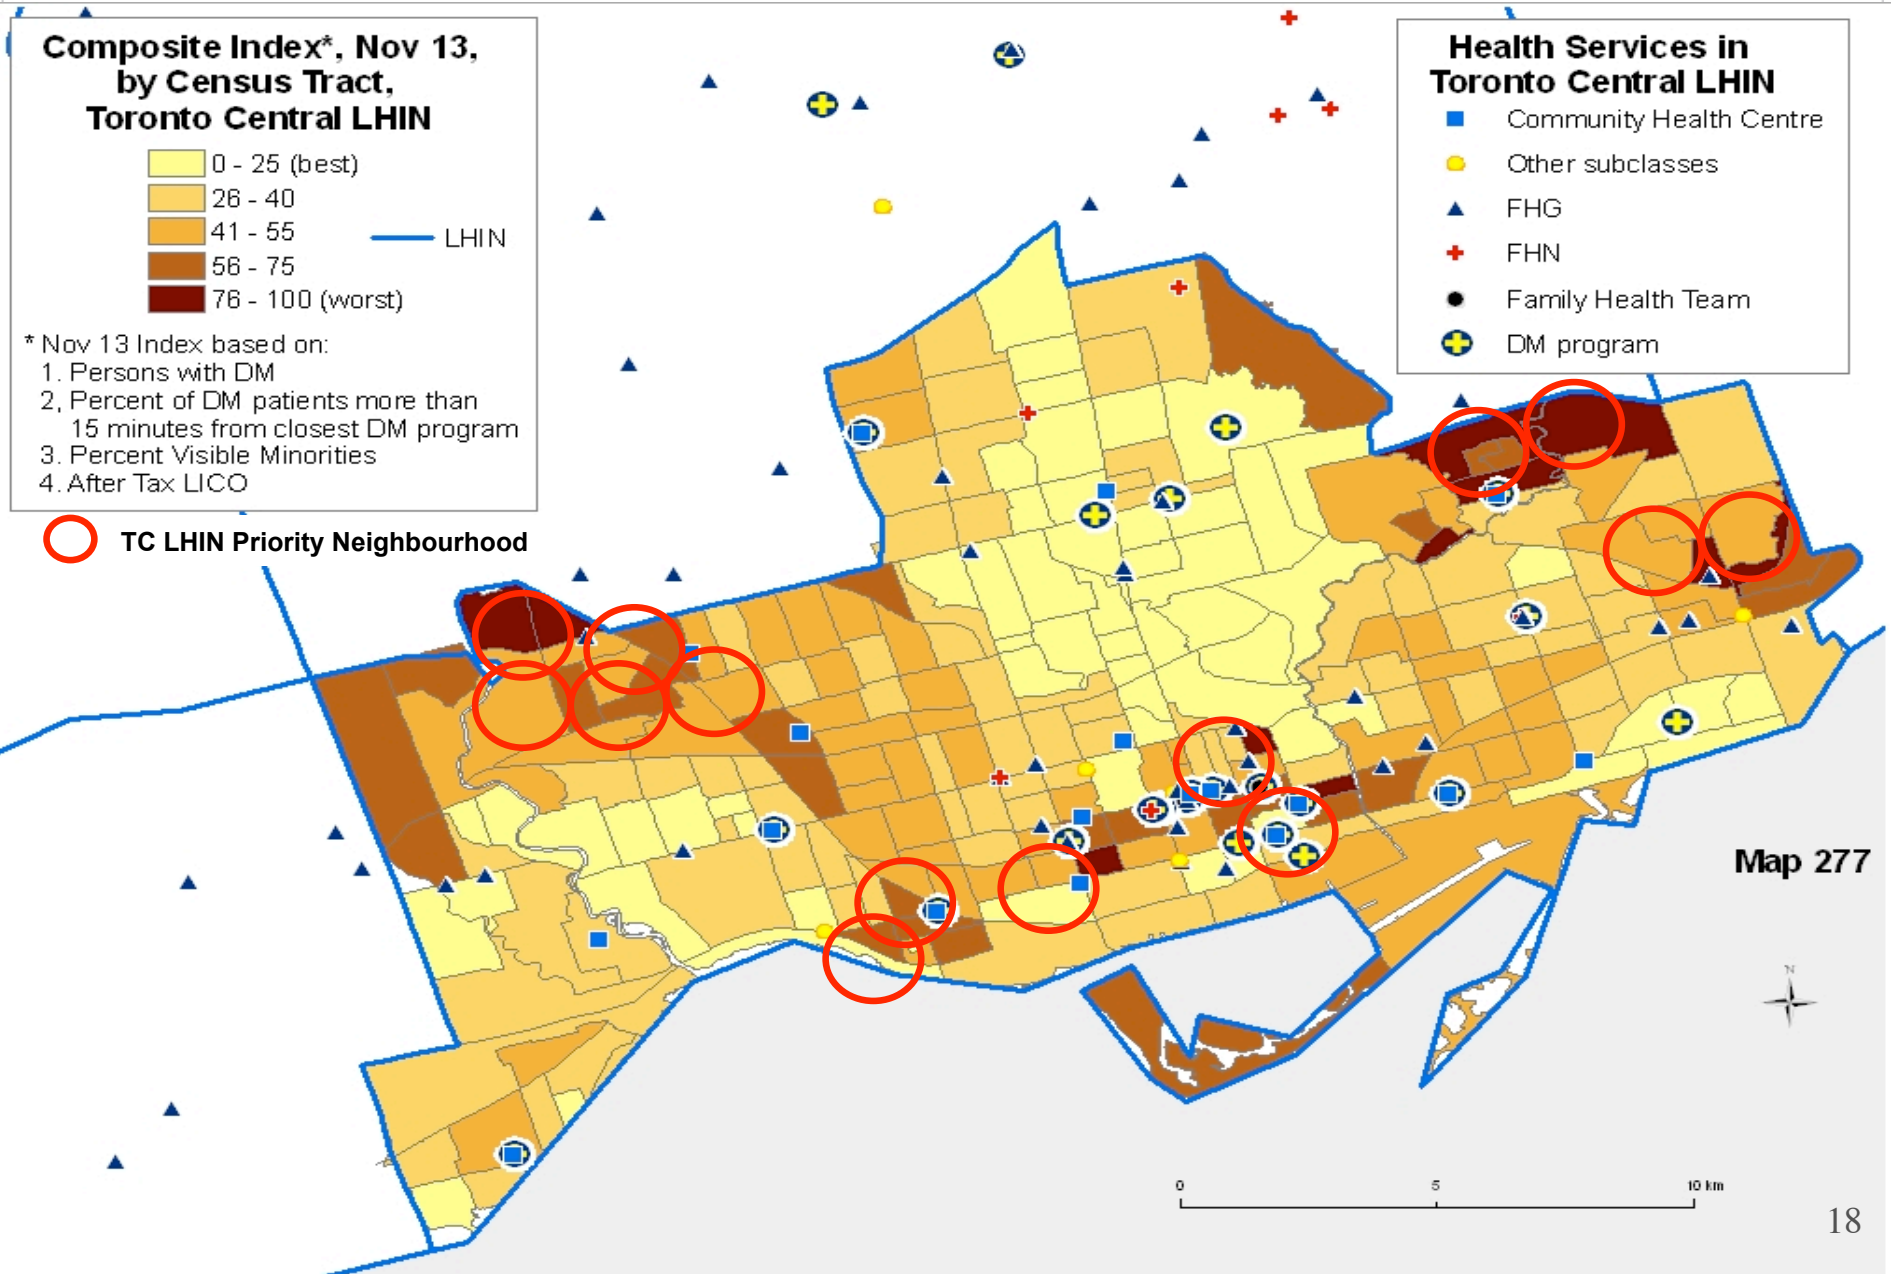 Composite Index*, Nov 13,
by Census Tract,
Toronto Central LHIN
0 - 25 (best)
26 - 40
41 - 55
56 - 75
76 - 100 (worst)
LHIN
* Nov 13 Index based on:
1. Persons with DM
2, Percent of DM patients more than
15 minutes from closest DM program
3. Percent Visible Minorities
4. After Tax LICO
TC LHIN Priority Neighbourhood
Health Services in
Toronto Central LHIN
Community Health Centre
Other subclasses
FHG
FHN
Family Health Team
DM program
Map 277
N
0 5 10 km
18